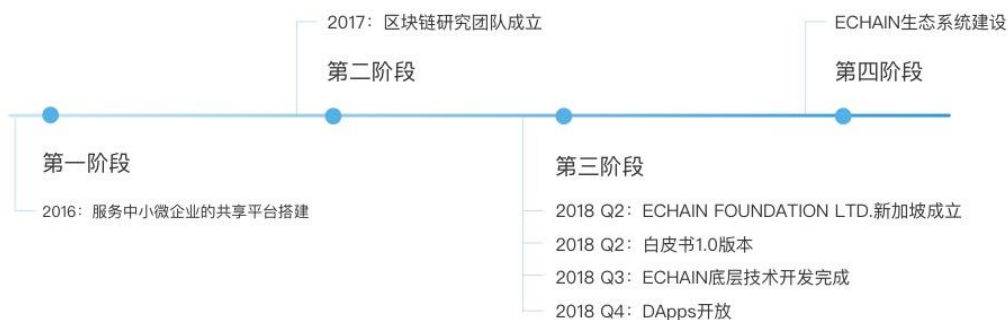 2017：区块链研究团队成立
第二阶段
ECHAIN生态系统建设
第四阶段
第一阶段
2016：服务中小微企业的共享平台搭建
第三阶段
2018 Q2：ECHAIN FOUNDATION LTD.新加坡成立
2018 Q2：白皮书1.0版本
2018 Q3：ECHAIN底层技术开发完成
2018 Q4：DApps开放